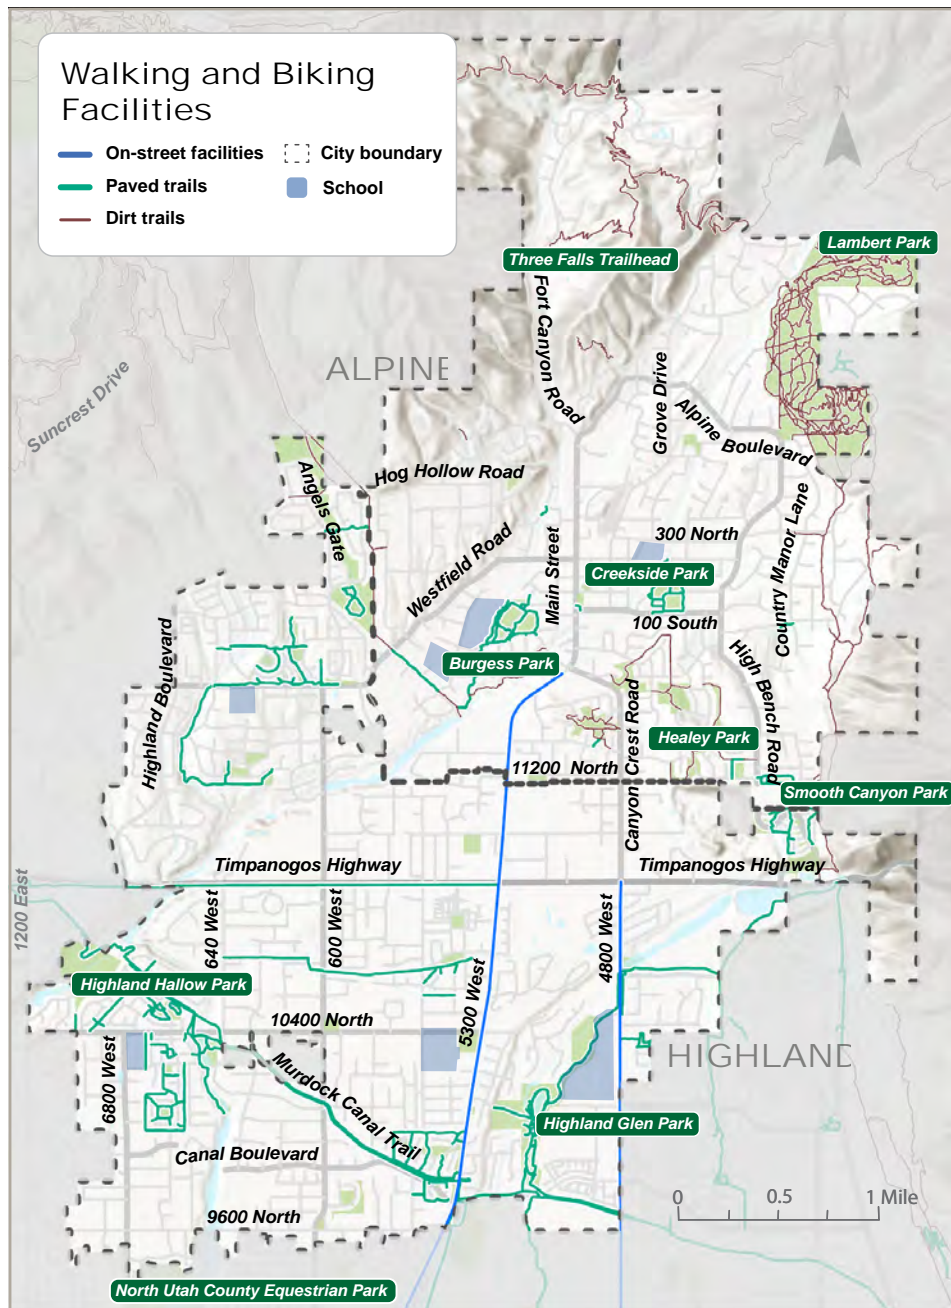 Walking and Biking
Facilities
On-street facilities
City boundary
Paved trails
School
Dirt trails
Lambert Park
Three Falls Trailhead
Fort Canyon Road
ALPINE
Suncrest Drive
Grove Drive
Alpine Boulevard
Hog Hollow Road
Angels Gate
Country Manor Lane
300 North
Westfield Road
Main Street
Creekside Park
100 South
Burgess Park
High Bench Road
Highland Boulevard
Canyon Crest Road
Healey Park
11200 North
Smooth Canyon Park
Timpanogos Highway
Timpanogos Highway
1200 East
640 West
600 West
4800 West
Highland Hallow Park
5300 West
10400 North
HIGHLAND
6800 West
Murdock Canal Trail
Highland Glen Park
Canal Boulevard
0 0.5 1 Mile
9600 North
North Utah County Equestrian Park